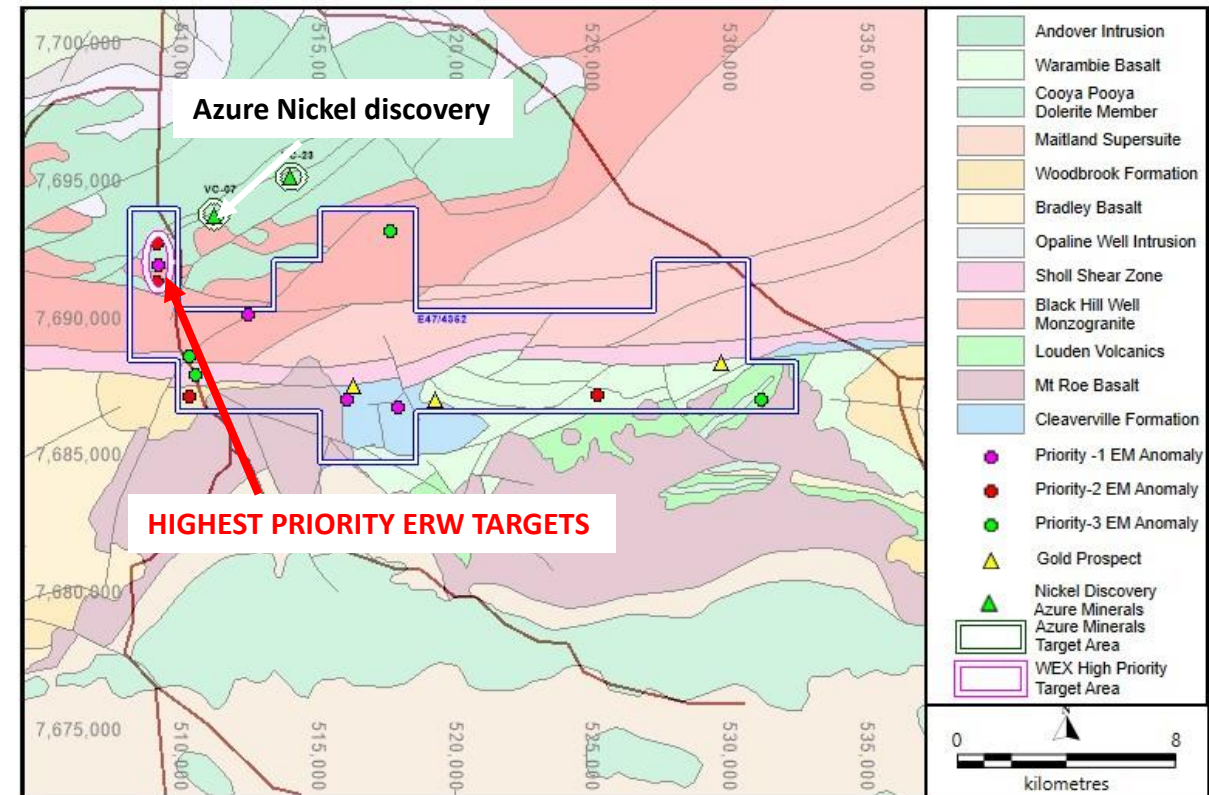 7,700,000
510,000
515,000
520,000
525,000
530,000
535,000
Azure Nickel discovery
VC-23
7,695,000
VC-07
7,690,000
E47/4352
7,685,000
HIGHEST PRIORITY ERW TARGETS
7,680,000
7,675,000
510,000
515,000
520,000
525,000
530,000
535,000
Andover Intrusion
Warambie Basalt
Cooya Pooya
Dolerite Member
Maitland Supersuite
Woodbrook Formation
Bradley Basalt
Opaline Well Intrusion
Sholl Shear Zone
Black Hill Well
Monzogranite
Louden Volcanics
Mt Roe Basalt
Cleaverville Formation
Priority -1 EM Anomaly
Priority-2 EM Anomaly
Priority-3 EM Anomaly
Gold Prospect
Nickel Discovery
Azure Minerals
Azure Minerals
Target Area
WEX High Priority
Target Area
N
0 8
kilometres